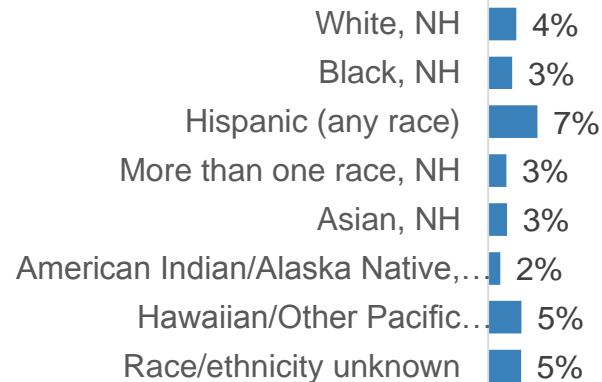 White, NH 4%
Black, NH 3%
Hispanic (any race) 7%
More than one race, NH 3%
Asian, NH 3%
American Indian/Alaska Native,… 2%
Hawaiian/Other Pacific… 5%
Race/ethnicity unknown 5%